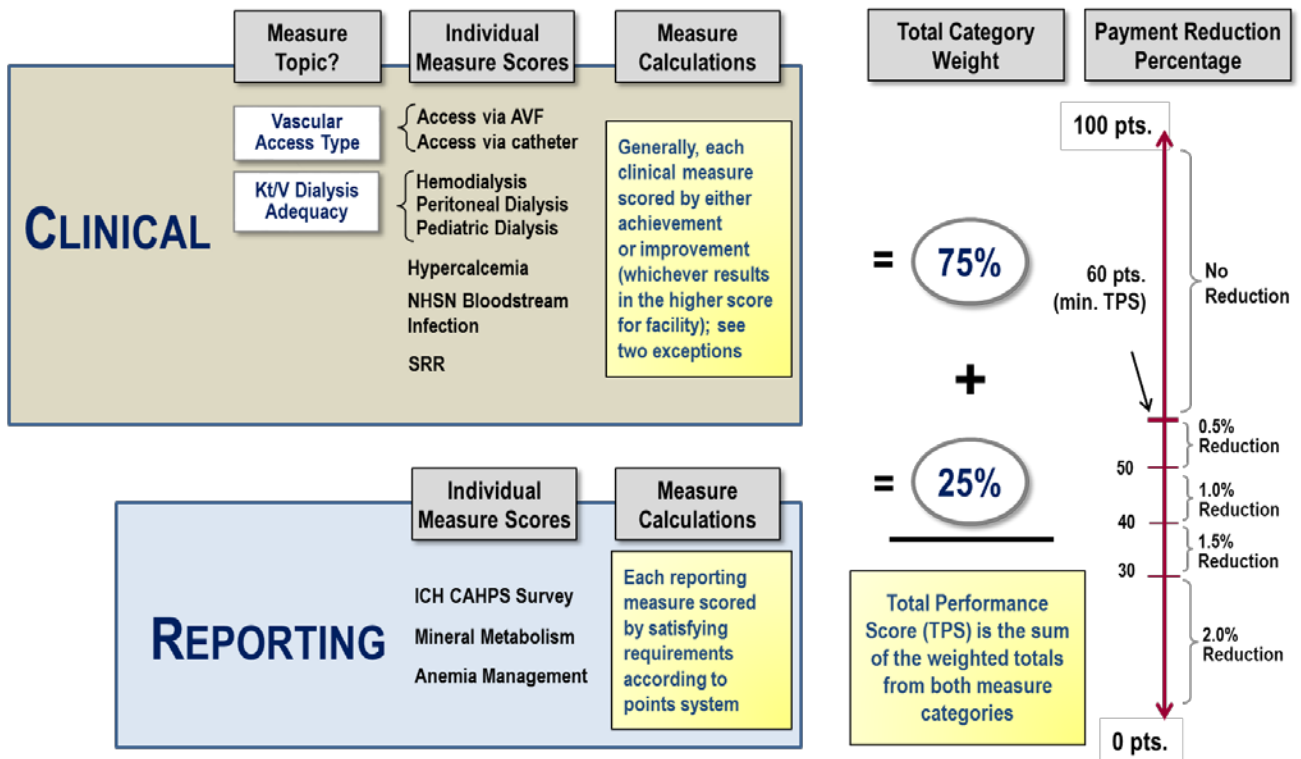 Measure
Topic?
Individual
Measure Scores
Measure
Calculations
Total Category
Weight
Payment Reduction
Percentage
CLINICAL
Vascular
Access Type
Access via AVF
Access via catheter
Kt/V Dialysis
Adequacy
Hemodialysis
Peritoneal Dialysis
Pediatric Dialysis
Hypercalcemia
NHSN Bloodstream
Infection
SRR
Generally, each
clinical measure
scored by either
achievement
or improvement
(whichever results
in the higher score
for facility); see
two exceptions
= 75%
+
= 25%
REPORTING
Individual
Measure Scores
Measure
Calculations
ICH CAHPS Survey
Mineral Metabolism
Anemia Management
Each reporting
measure scored
by satisfying
requirements
according to
points system
Total Performance
Score (TPS) is the sum
of the weighted totals
from both measure
categories
100 pts.
No
Reduction
60 pts.
(min. TPS)
0.5%
Reduction
50
1.0%
Reduction
40
1.5%
Reduction
30
2.0%
Reduction
0 pts.